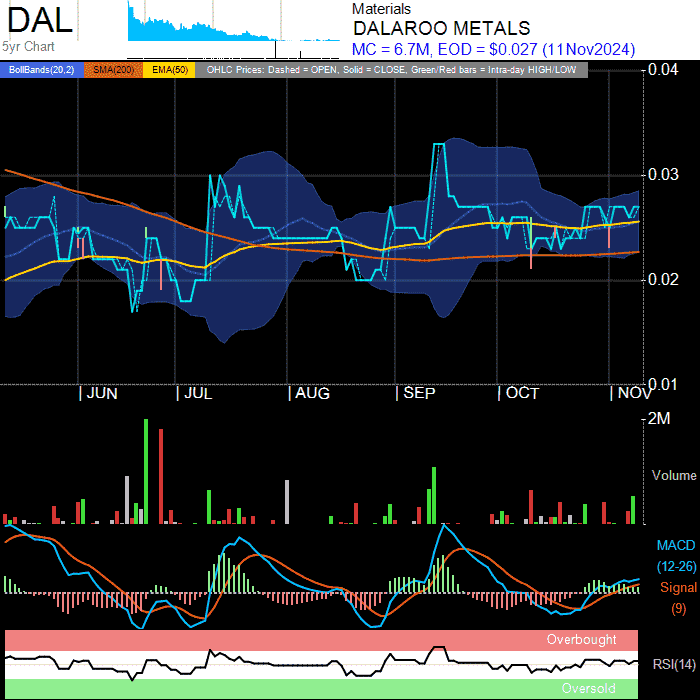 DAL
5yr Chart
Materials
DALAROO METALS
MC = 6.7M, EOD = $0.027 (11Nov2024)
BollBands(20,2) SMA(200) EMA(50) OHLC Prices: Dashed = OPEN, Solid = CLOSE, Green/Red bars = Intra-day HIGH/LOW
0.04
0.03
0.02
0.01
JUN JUL AUG SEP OCT NOV
2M
Volume
MACD
(12-26)
Signal
(9)
Overbought
RSI(14)
Oversold